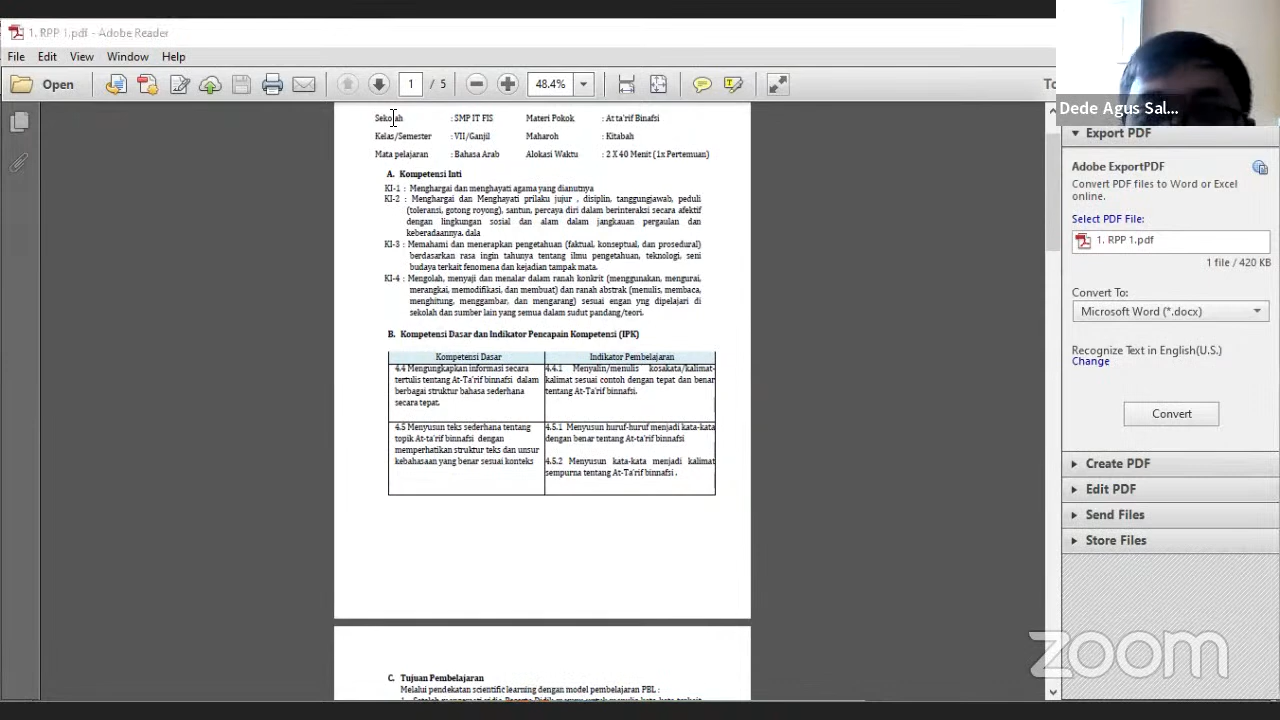 1. RPP 1.pdf - Adobe Reader
File Edit View Window Help
Open 1 / 5 48.4% To
Dede Agus Sal...
Sekolah : SMP IT FIS Materi Pokok : At ta'rif Binafsi
Kelas/Semester : VII/Ganjil Maharoh : Kitabah
Mata pelajaran : Bahasa Arab Alokasi Waktu : 2 X 40 Menit (1x Pertemuan)
A. Kompetensi Inti
KI-1 : Menghargai dan menghayati agama yang dianutnya
KI-2 : Menghargai dan Menghayati prilaku jujur , disiplin, tanggungjawab, peduli
(toleransi, gotong royong), santun, percaya diri dalam berinteraksi secara afektif
dengan lingkungan sosial dan alam dalam jangkauan pergaulan dan
keberadaannya. dala
KI-3 : Memahami dan menerapkan pengetahuan (faktual, konseptual, dan prosedural)
berdasarkan rasa ingin tahunya tentang ilmu pengetahuan, teknologi, seni
budaya terkait fenomena dan kejadian tampak mata.
KI-4 : Mengolah, menyaji dan menalar dalam ranah konkrit (menggunakan, mengurai,
merangkai, memodifikasi, dan membuat) dan ranah abstrak (menulis, membaca,
menghitung, menggambar, dan mengarang) sesuai engan yng dipelajari di
sekolah dan sumber lain yang semua dalam sudut pandang/teori.
B. Kompetensi Dasar dan Indikator Pencapain Kompetensi (IPK)
Kompetensi Dasar
Indikator Pembelajaran
4.4 Mengungkapkan informasi secara
tertulis tentang At-Ta'rif binnafsi dalam
berbagai struktur bahasa sederhana
secara tepat.
4.4.1 Menyalin/menulis kosakata/kalimat-
kalimat sesuai contoh dengan tepat dan benar
tentang At-Ta'rif binnafsi.
4.5 Menyusun teks sederhana tentang
topik At-ta'rif binnafsi dengan
memperhatikan struktur teks dan unsur
kebahasaan yang benar sesuai konteks
4.5.1 Menyusun huruf-huruf menjadi kata-kata
dengan benar tentang At-ta'rif binnafsi
4.5.2 Menyusun kata-kata menjadi kalimat
sempurna tentang At-Ta'rif binnafsi .
C. Tujuan Pembelajaran
Melalui pendekatan scientific learning dengan model pembelajaran PBL :
Export PDF
Adobe ExportPDF
Convert PDF files to Word or Excel
online.
Select PDF File:
1. RPP 1.pdf
1 file / 420 KB
Convert To:
Microsoft Word (*.docx)
Recognize Text in English(U.S.)
Change
Convert
Create PDF
Edit PDF
Send Files
Store Files
zoom